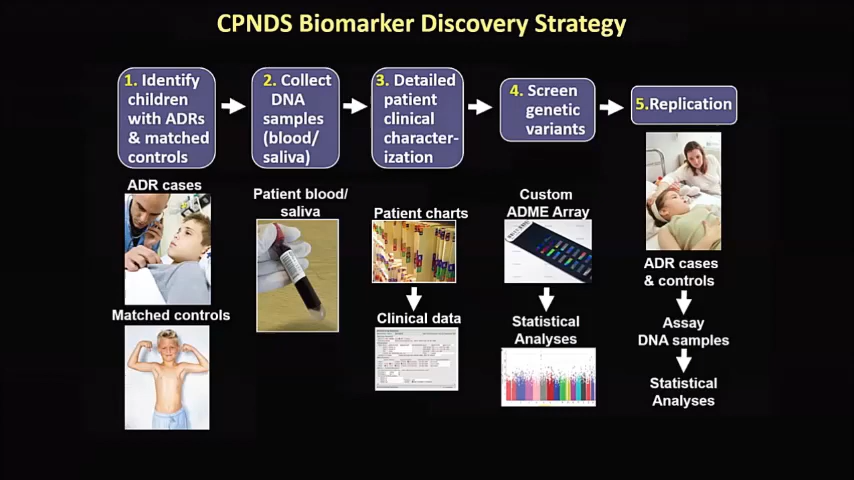 CPNDS Biomarker Discovery Strategy
1. Identify
children
with ADRs
& matched
controls
2. Collect
DNA
samples
(blood/
saliva)
3. Detailed
patient
clinical
character-
ization
4. Screen
genetic
variants
5.Replication
ADR cases
Matched controls
Patient blood/
saliva
Patient charts
Clinical data
Custom
ADME Array
Statistical
Analyses
ADR cases
& controls
Assay
DNA samples
Statistical
Analyses